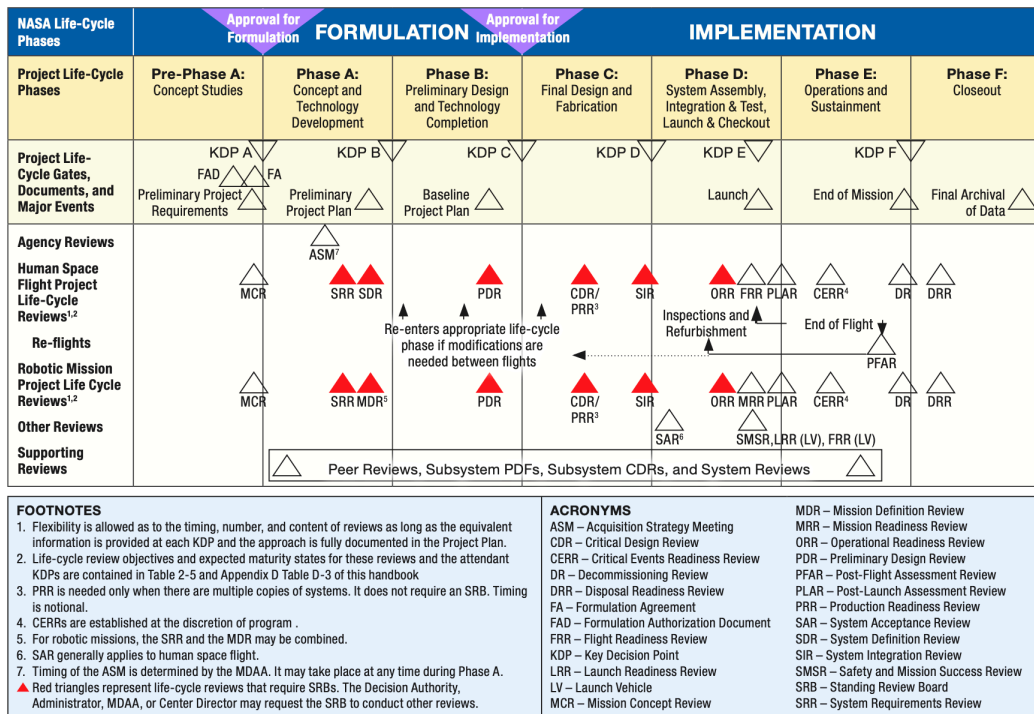 NASA Life-Cycle
Phases
Approval for
Formulation
FORMULATION
Approval for
Implementation
IMPLEMENTATION
Project Life-Cycle
Phases
Pre-Phase A:
Concept Studies
Phase A:
Concept and
Technology
Development
Phase B:
Preliminary Design
and Technology
Completion
Phase C:
Final Design and
Fabrication
Phase D:
System Assembly,
Integration & Test,
Launch & Checkout
Phase E:
Operations and
Sustainment
Phase F:
Closeout
Project Life-
Cycle Gates,
Documents, and
Major Events
KDP A
KDP B
KDP C
KDP D
KDP E
KDP F
FAD
FA
Preliminary Project
Requirements
Preliminary
Project Plan
Baseline
Project Plan
Launch
End of Mission
Final Archival
of Data
Agency Reviews
ASM7
Human Space
Flight Project
Life-Cycle
Reviews1,2
MCR
SRR
SDR
PDR
CDR/
PRR3
SIR
ORR
FRR
PLAR
CERR4
DR
DRR
Re-flights
Re-enters appropriate life-cycle
phase if modifications are
needed between flights
Inspections and
Refurbishment
End of Flight
PFAR
Robotic Mission
Project Life Cycle
Reviews1,2
MCR
SRR
MDR5
PDR
CDR/
PRR3
SIR
ORR
MRR
PLAR
CERR4
DR
DRR
Other Reviews
SAR6
SMSR,LRR (LV), FRR (LV)
Supporting
Reviews
Peer Reviews, Subsystem PDFs, Subsystem CDRs, and System Reviews
FOOTNOTES
1. Flexibility is allowed as to the timing, number, and content of reviews as long as the equivalent
information is provided at each KDP and the approach is fully documented in the Project Plan.
2. Life-cycle review objectives and expected maturity states for these reviews and the attendant
KDPs are contained in Table 2-5 and Appendix D Table D-3 of this handbook
3. PRR is needed only when there are multiple copies of systems. It does not require an SRB. Timing
is notional.
4. CERRs are established at the discretion of program .
5. For robotic missions, the SRR and the MDR may be combined.
6. SAR generally applies to human space flight.
7. Timing of the ASM is determined by the MDAA. It may take place at any time during Phase A.
Red triangles represent life-cycle reviews that require SRBs. The Decision Authority,
Administrator, MDAA, or Center Director may request the SRB to conduct other reviews.
ACRONYMS
ASM – Acquisition Strategy Meeting
CDR – Critical Design Review
CERR – Critical Events Readiness Review
DR – Decommissioning Review
DRR – Disposal Readiness Review
FA – Formulation Agreement
FAD – Formulation Authorization Document
FRR – Flight Readiness Review
KDP – Key Decision Point
LRR – Launch Readiness Review
LV – Launch Vehicle
MCR – Mission Concept Review
MDR – Mission Definition Review
MRR – Mission Readiness Review
ORR – Operational Readiness Review
PDR – Preliminary Design Review
PFAR – Post-Flight Assessment Review
PLAR – Post-Launch Assessment Review
PRR – Production Readiness Review
SAR – System Acceptance Review
SDR – System Definition Review
SIR – System Integration Review
SMSR – Safety and Mission Success Review
SRB – Standing Review Board
SRR – System Requirements Review